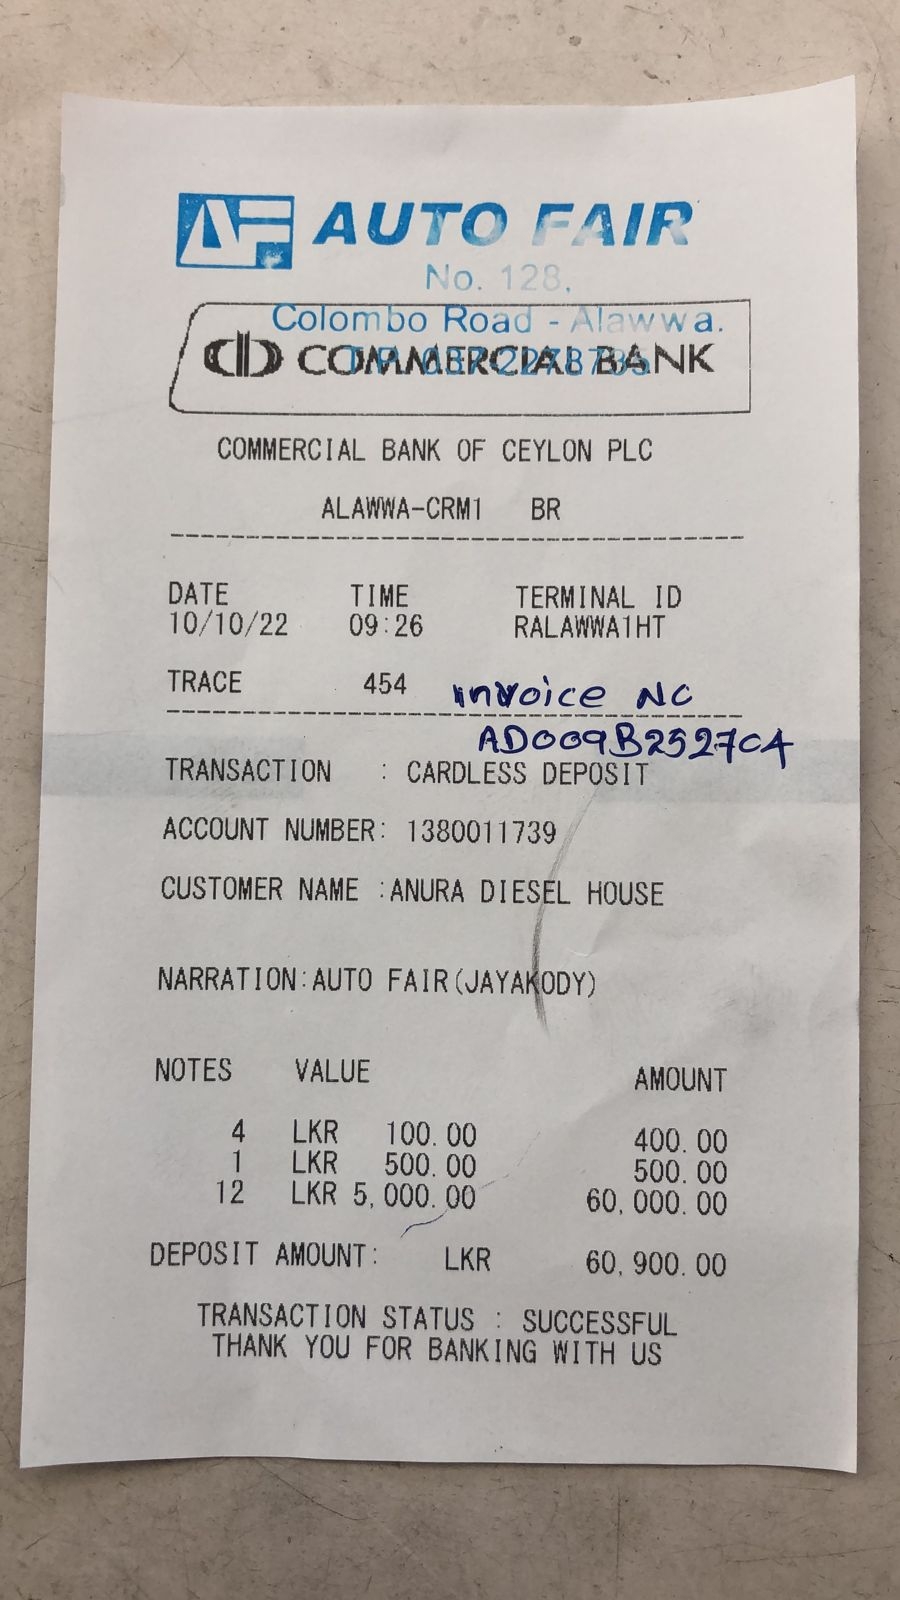 AF AUTO FAIR
No. 128,
Colombo Road - Alawwa.
COMMERCIAL BANK
COMMERCIAL BANK OF CEYLON PLC
ALAWWA-CRM1 BR
DATE TIME TERMINAL ID
10/10/22 09:26 RALAWWA1HT
TRACE 454
invoice No
AD009B252704
TRANSACTION : CARDLESS DEPOSIT
ACCOUNT NUMBER: 1380011739
CUSTOMER NAME :ANURA DIESEL HOUSE
NARRATION:AUTO FAIR(JAYAKODY)
NOTES VALUE AMOUNT
4 LKR 100.00 400.00
1 LKR 500.00 500.00
12 LKR 5,000.00 60,000.00
DEPOSIT AMOUNT: LKR 60,900.00
TRANSACTION STATUS : SUCCESSFUL
THANK YOU FOR BANKING WITH US